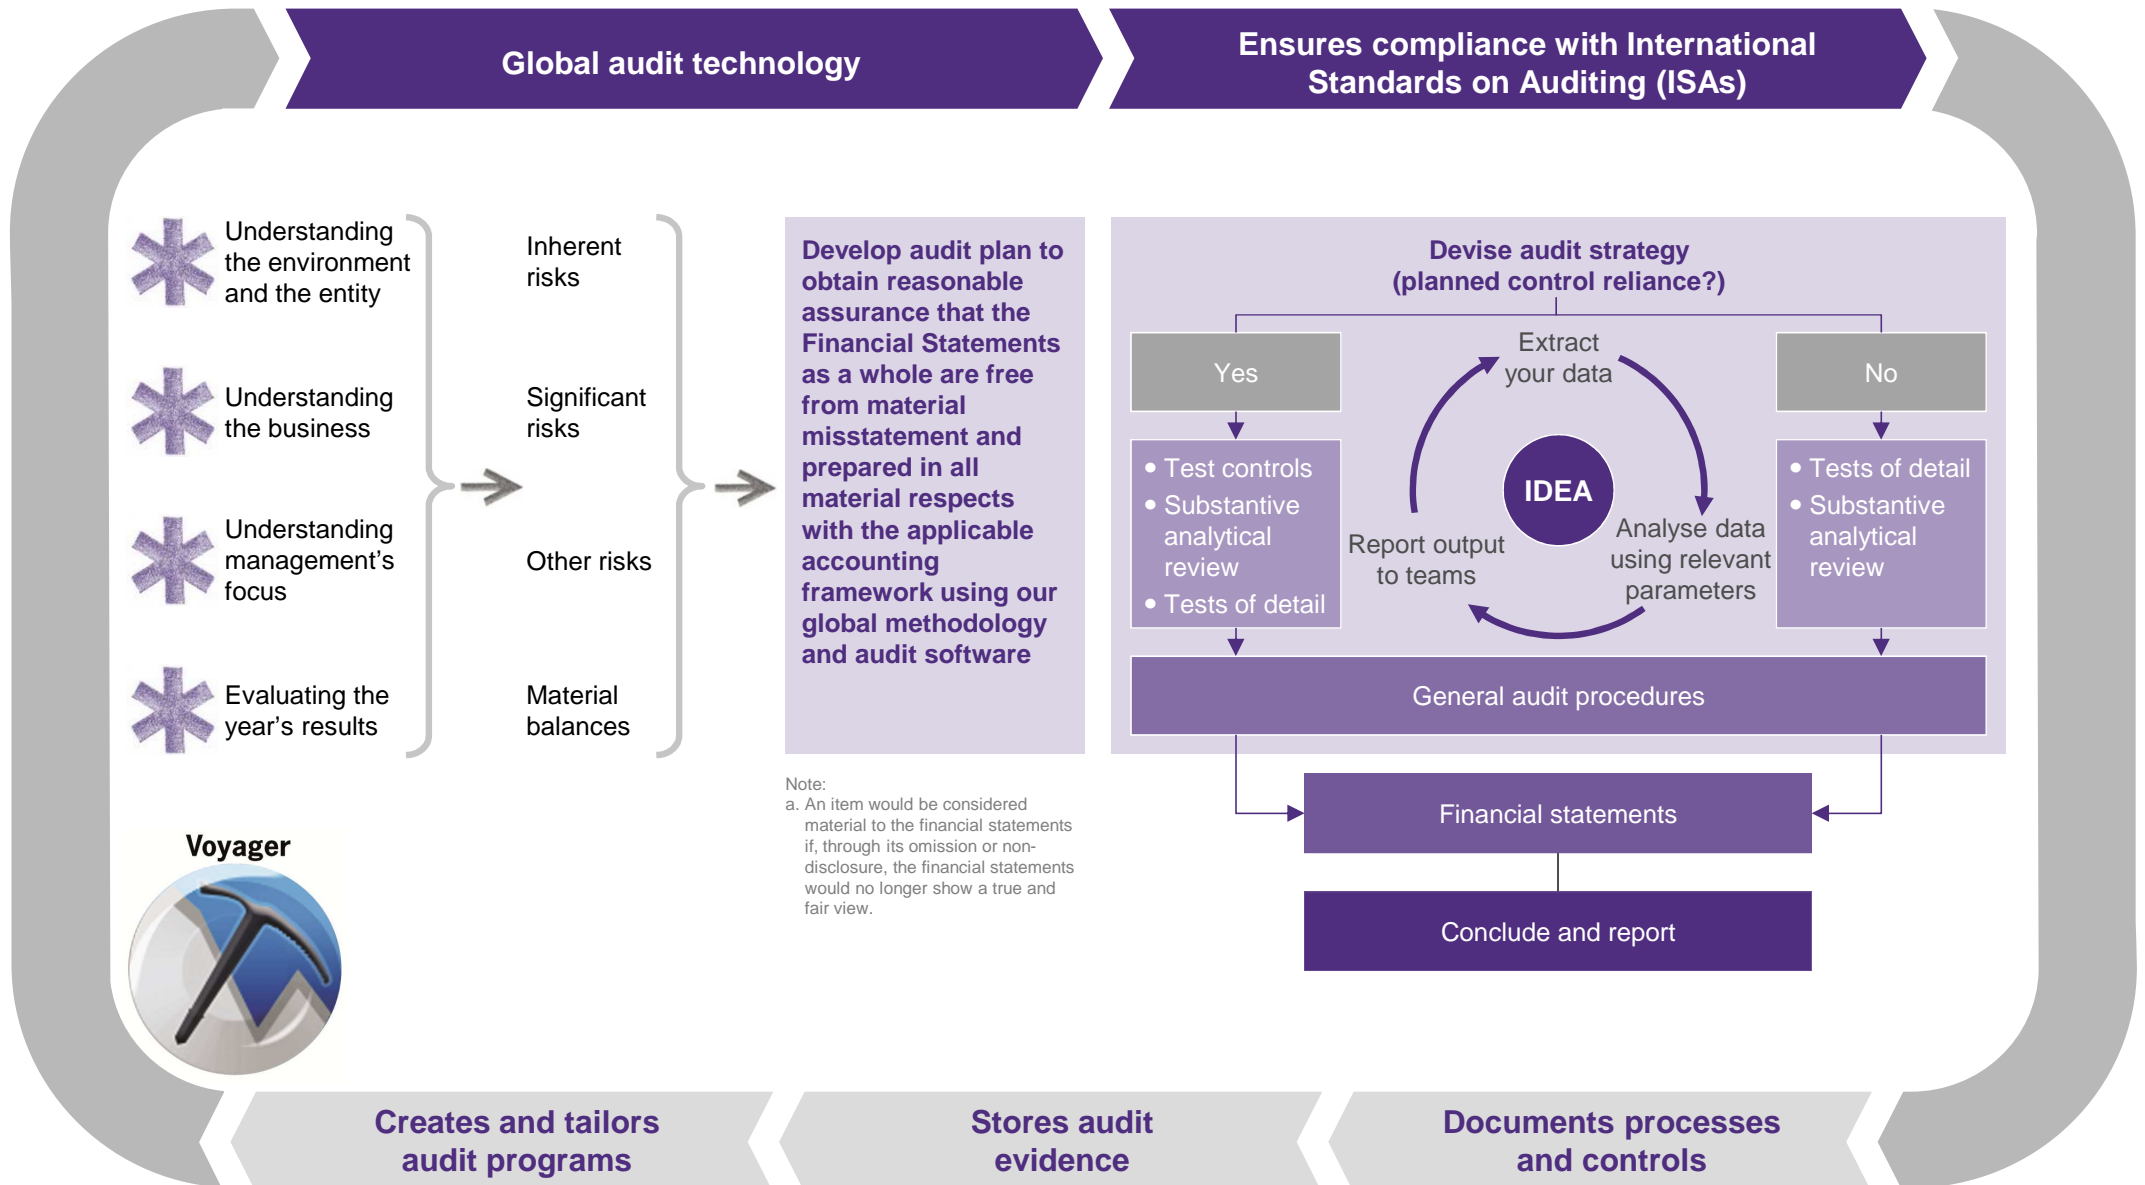 Global audit technology
Ensures compliance with International
Standards on Auditing (ISAs)
Understanding
the environment
and the entity
Understanding
the business
Understanding
management’s
focus
Evaluating the
year’s results
Inherent
risks
Significant
risks
Other risks
Material
balances
Develop audit plan to
obtain reasonable
assurance that the
Financial Statements
as a whole are free
from material
misstatement and
prepared in all
material respects
with the applicable
accounting
framework using our
global methodology
and audit software
Note:
a. An item would be considered
material to the financial statements
if, through its omission or non-
disclosure, the financial statements
would no longer show a true and
fair view.
Devise audit strategy
(planned control reliance?)
Yes
• Test controls
• Substantive
analytical
review
• Tests of detail
Extract
your data
IDEA
Analyse data
using relevant
parameters
Report output
to teams
No
• Tests of detail
• Substantive
analytical
review
General audit procedures
Financial statements
Conclude and report
Voyager
Creates and tailors
audit programs
Stores audit
evidence
Documents processes
and controls